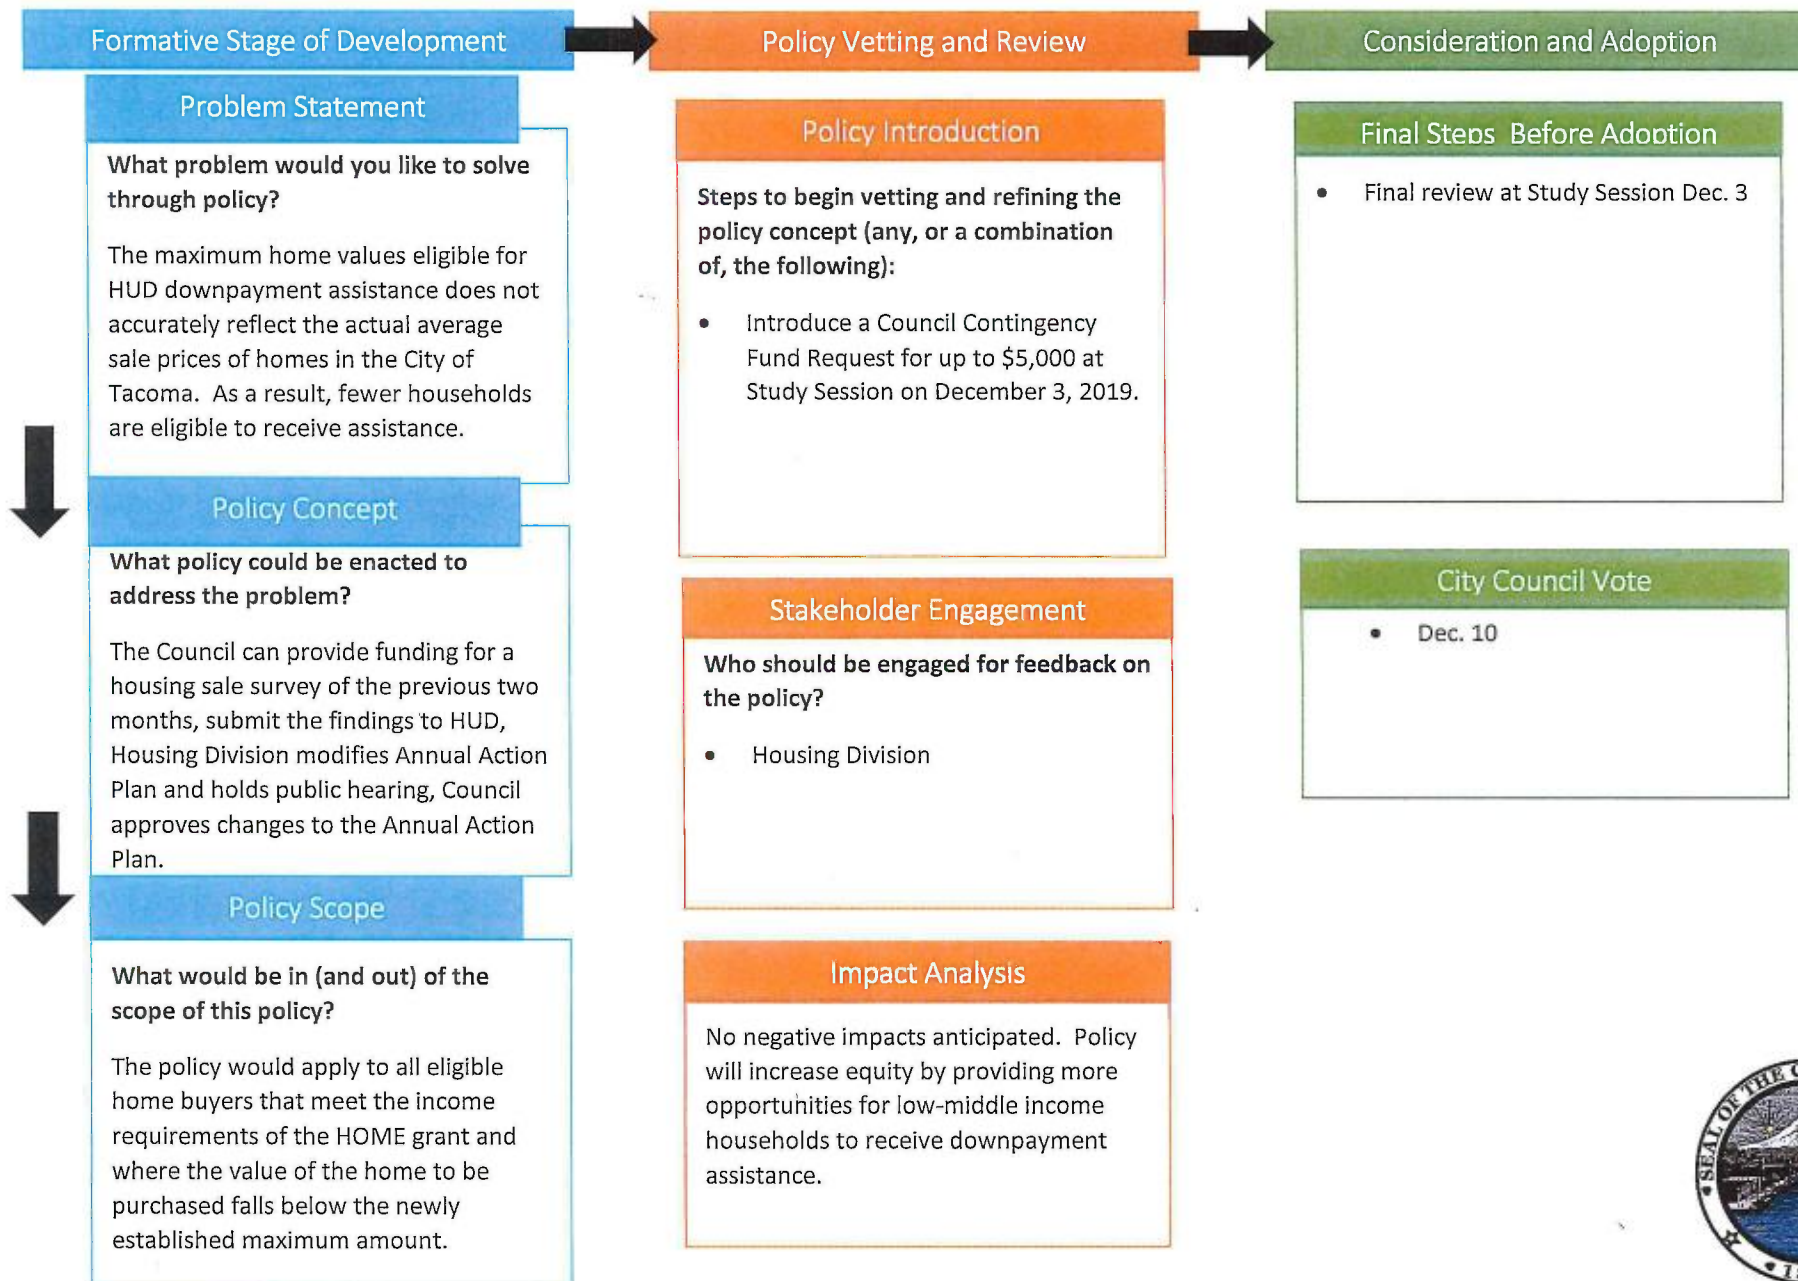 Formative Stage of Development
Policy Vetting and Review
Consideration and Adoption
Problem Statement
What problem would you like to solve
through policy?
The maximum home values eligible for
HUD downpayment assistance does not
accurately reflect the actual average
sale prices of homes in the City of
Tacoma. As a result, fewer households
are eligible to receive assistance.
Policy Concept
What policy could be enacted to
address the problem?
The Council can provide funding for a
housing sale survey of the previous two
months, submit the findings to HUD,
Housing Division modifies Annual Action
Plan and holds public hearing, Council
approves changes to the Annual Action
Plan.
Policy Scope
What would be in (and out) of the
scope of this policy?
The policy would apply to all eligible
home buyers that meet the income
requirements of the HOME grant and
where the value of the home to be
purchased falls below the newly
established maximum amount.
Policy Introduction
Steps to begin vetting and refining the
policy concept (any, or a combination
of, the following):
• Introduce a Council Contingency
Fund Request for up to $5,000 at
Study Session on December 3, 2019.
Stakeholder Engagement
Who should be engaged for feedback on
the policy?
• Housing Division
Impact Analysis
No negative impacts anticipated. Policy
will increase equity by providing more
opportunities for low-middle income
households to receive downpayment
assistance.
Final Steps Before Adoption
• Final review at Study Session Dec. 3
City Council Vote
• Dec. 10
SEAL OF THE